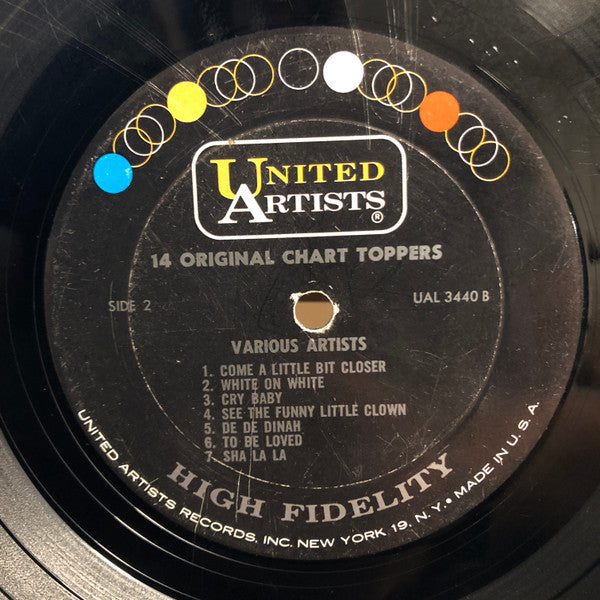 UNITED
ARTISTS
®
14 ORIGINAL CHART TOPPERS
SIDE 2
UAL 3440 B
VARIOUS ARTISTS
1. COME A LITTLE BIT CLOSER
2. WHITE ON WHITE
3. CRY BABY
4. SEE THE FUNNY LITTLE CLOWN
5. DE DE DINAH
6. TO BE LOVED
7. SHA LA LA
HIGH FIDELITY
UNITED ARTISTS RECORDS, INC. NEW YORK 19, N.Y. • MADE IN U.S.A.